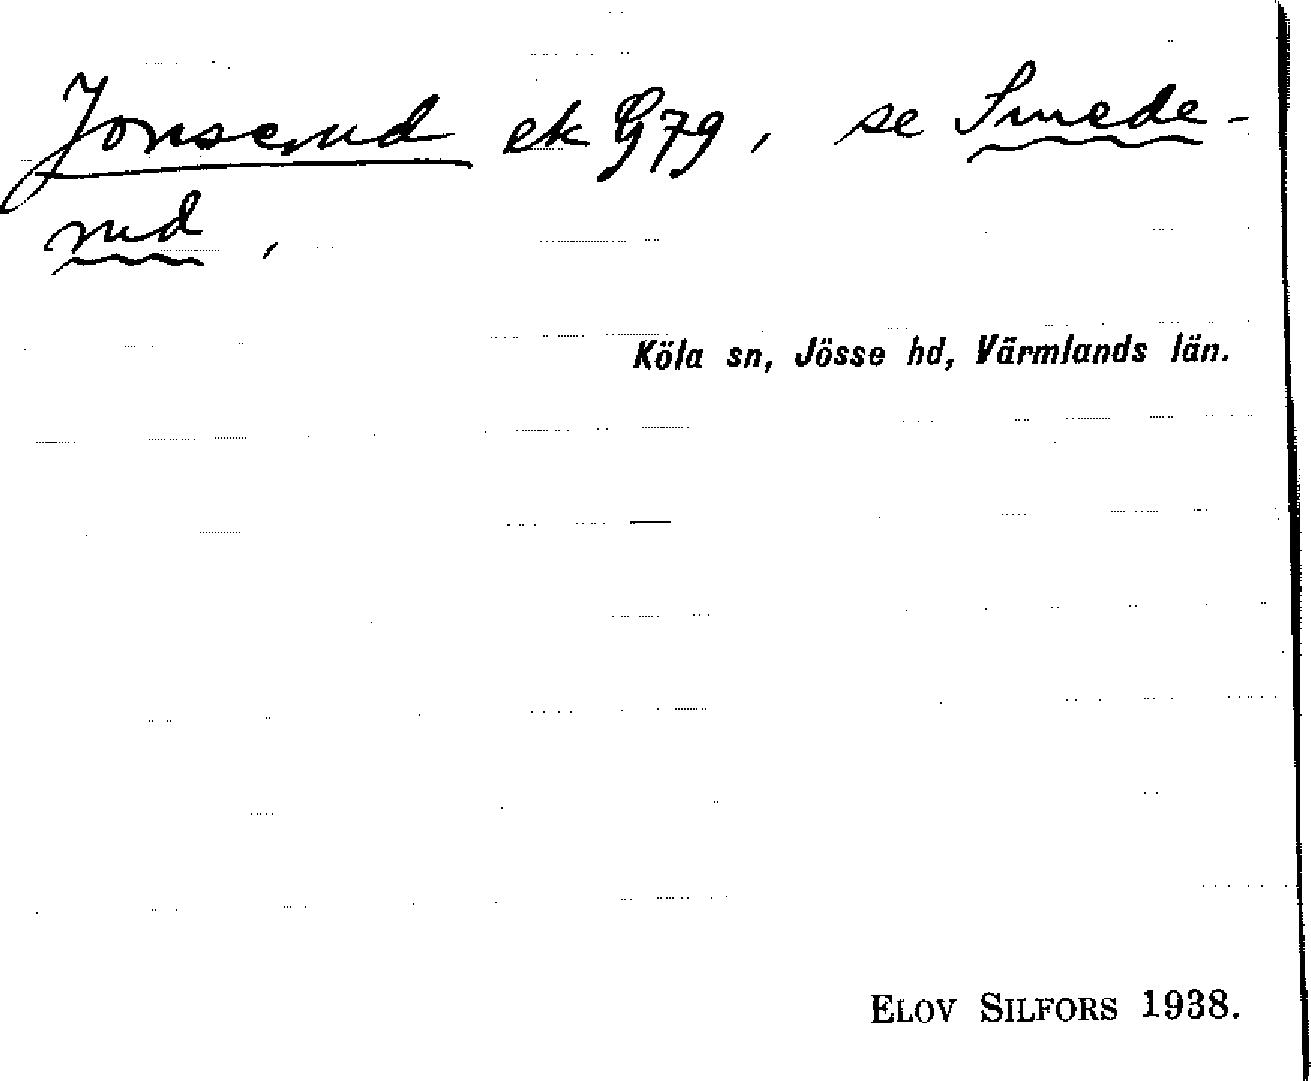 Jonserud ek G79, se Smede-
rud,
Köla sn, Jösse hd, Värmlands län.
ELOV SILFORS 1938.